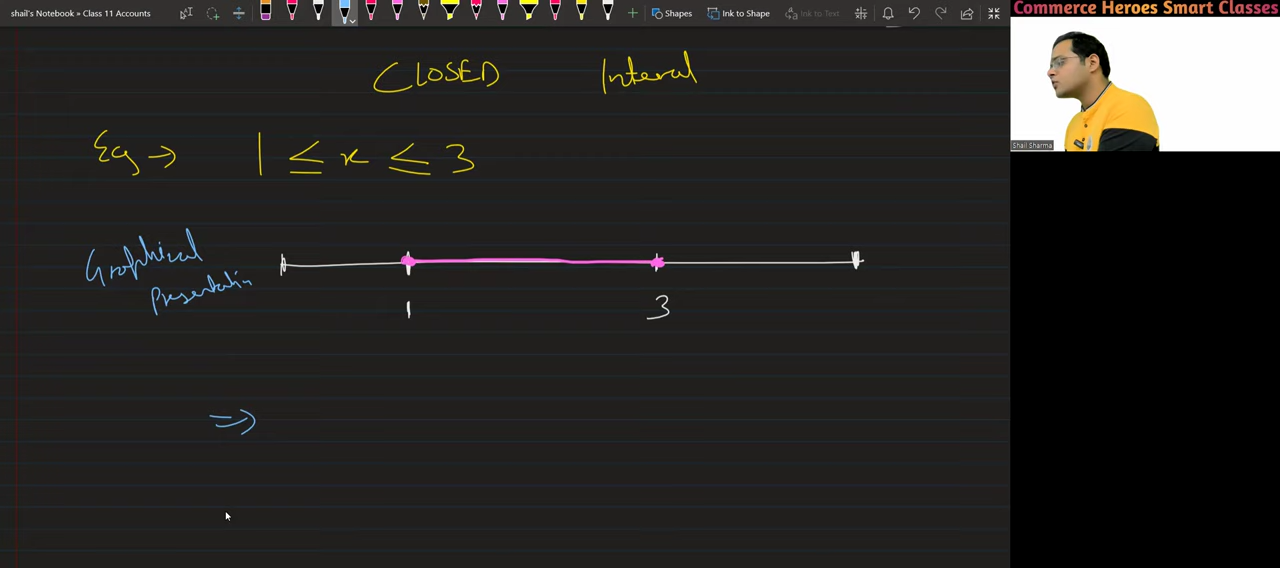 shail's Notebook » Class 11 Accounts
Shapes
Ink to Shape
Ink to Text
Commerce Heroes Smart Classes
CLOSED Interval
Eg → 1 ≤ x ≤ 3
Shail Sharma
Graphical
Presentation
1 3
⇒